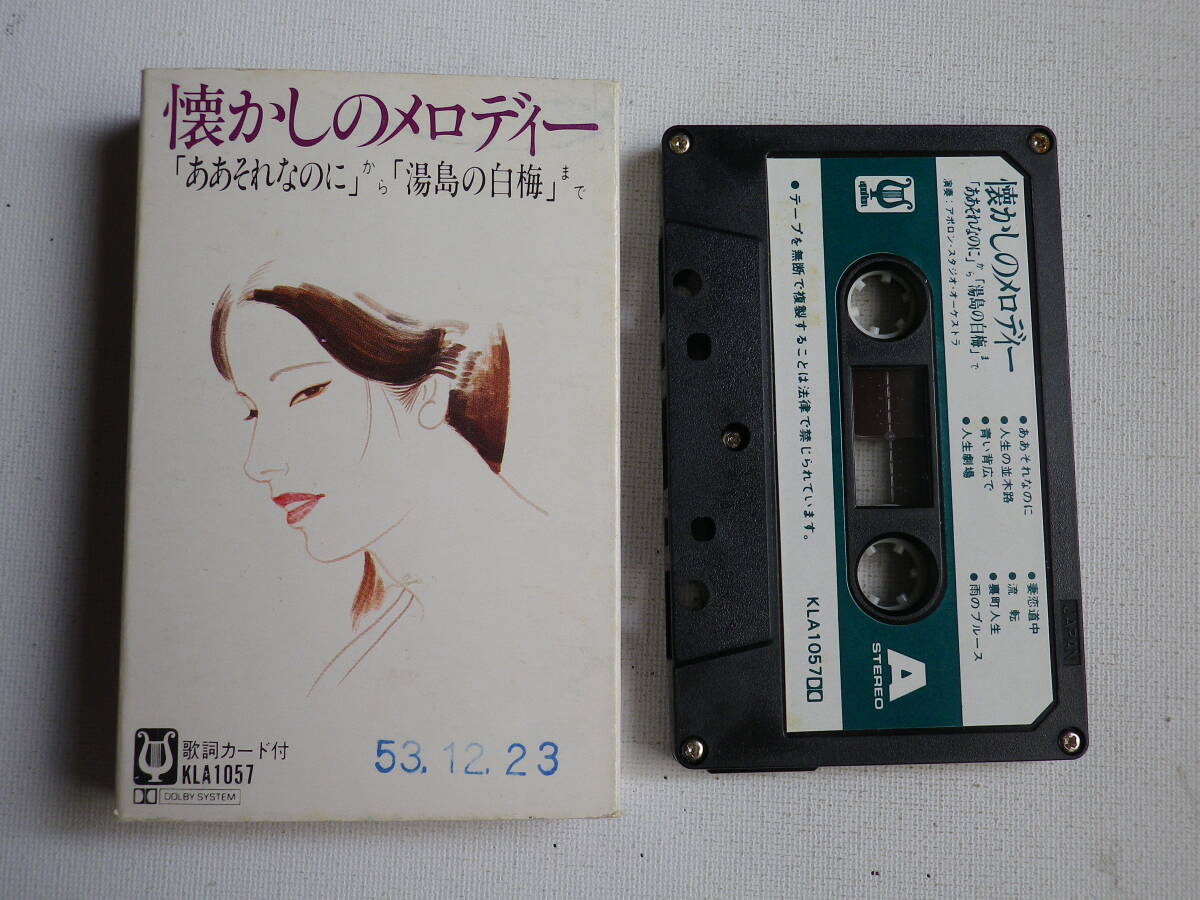 懐かしのメロディー
「ああそれなのに」から「湯島の白梅」まで
歌詞カード付
KLA1057
DOLBY SYSTEM
53.12.23
懐かしのメロディー
「ああそれなのに」から「湯島の白梅」まで
演奏：アポロン・スタジオ・オーケストラ
apollon
●ああそれなのに
●人生の並木路
●青い背広で
●人生劇場
●妻恋道中
●流転
●裏町人生
●雨のブルース
●テープを無断で複製することは法律で禁じられています。
KLA1057D
A
STEREO
JAPAN